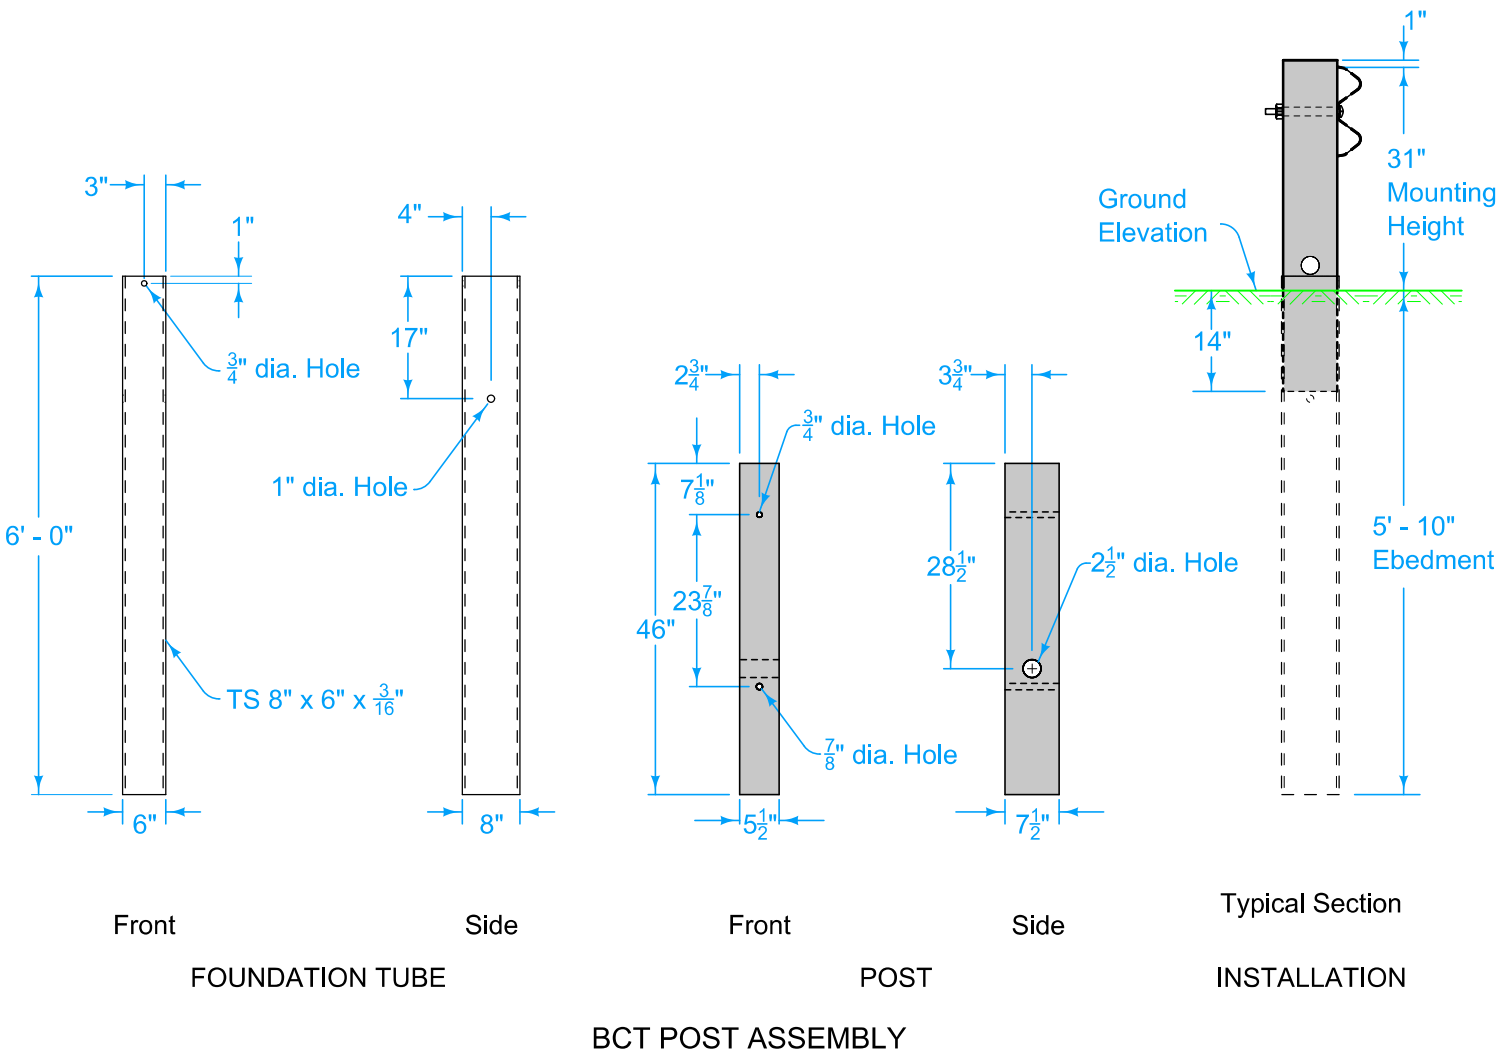 1"
3"
1"
4"
31"
Mounting
Height
Ground
Elevation
17"
14"
3/4" dia. Hole
2 3/4"
3 3/4"
3/4" dia. Hole
1" dia. Hole
7 1/8"
6' - 0"
28 1/2"
2 1/2" dia. Hole
5' - 10"
Ebedment
23 7/8"
46"
TS 8" x 6" x 3/16"
7/8" dia. Hole
6"
8"
5 1/2"
7 1/2"
Typical Section
Front
Side
Front
Side
FOUNDATION TUBE
POST
INSTALLATION
BCT POST ASSEMBLY